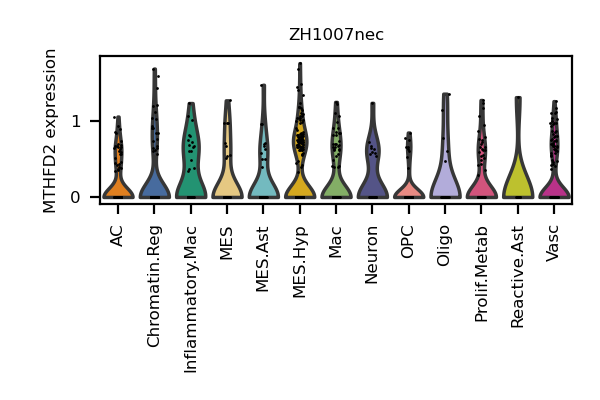 ZH1007nec
MTHFD2 expression
1
0
AC
Chromatin.Reg
Inflammatory.Mac
MES
MES.Ast
MES.Hyp
Mac
Neuron
OPC
Oligo
Prolif.Metab
Reactive.Ast
Vasc